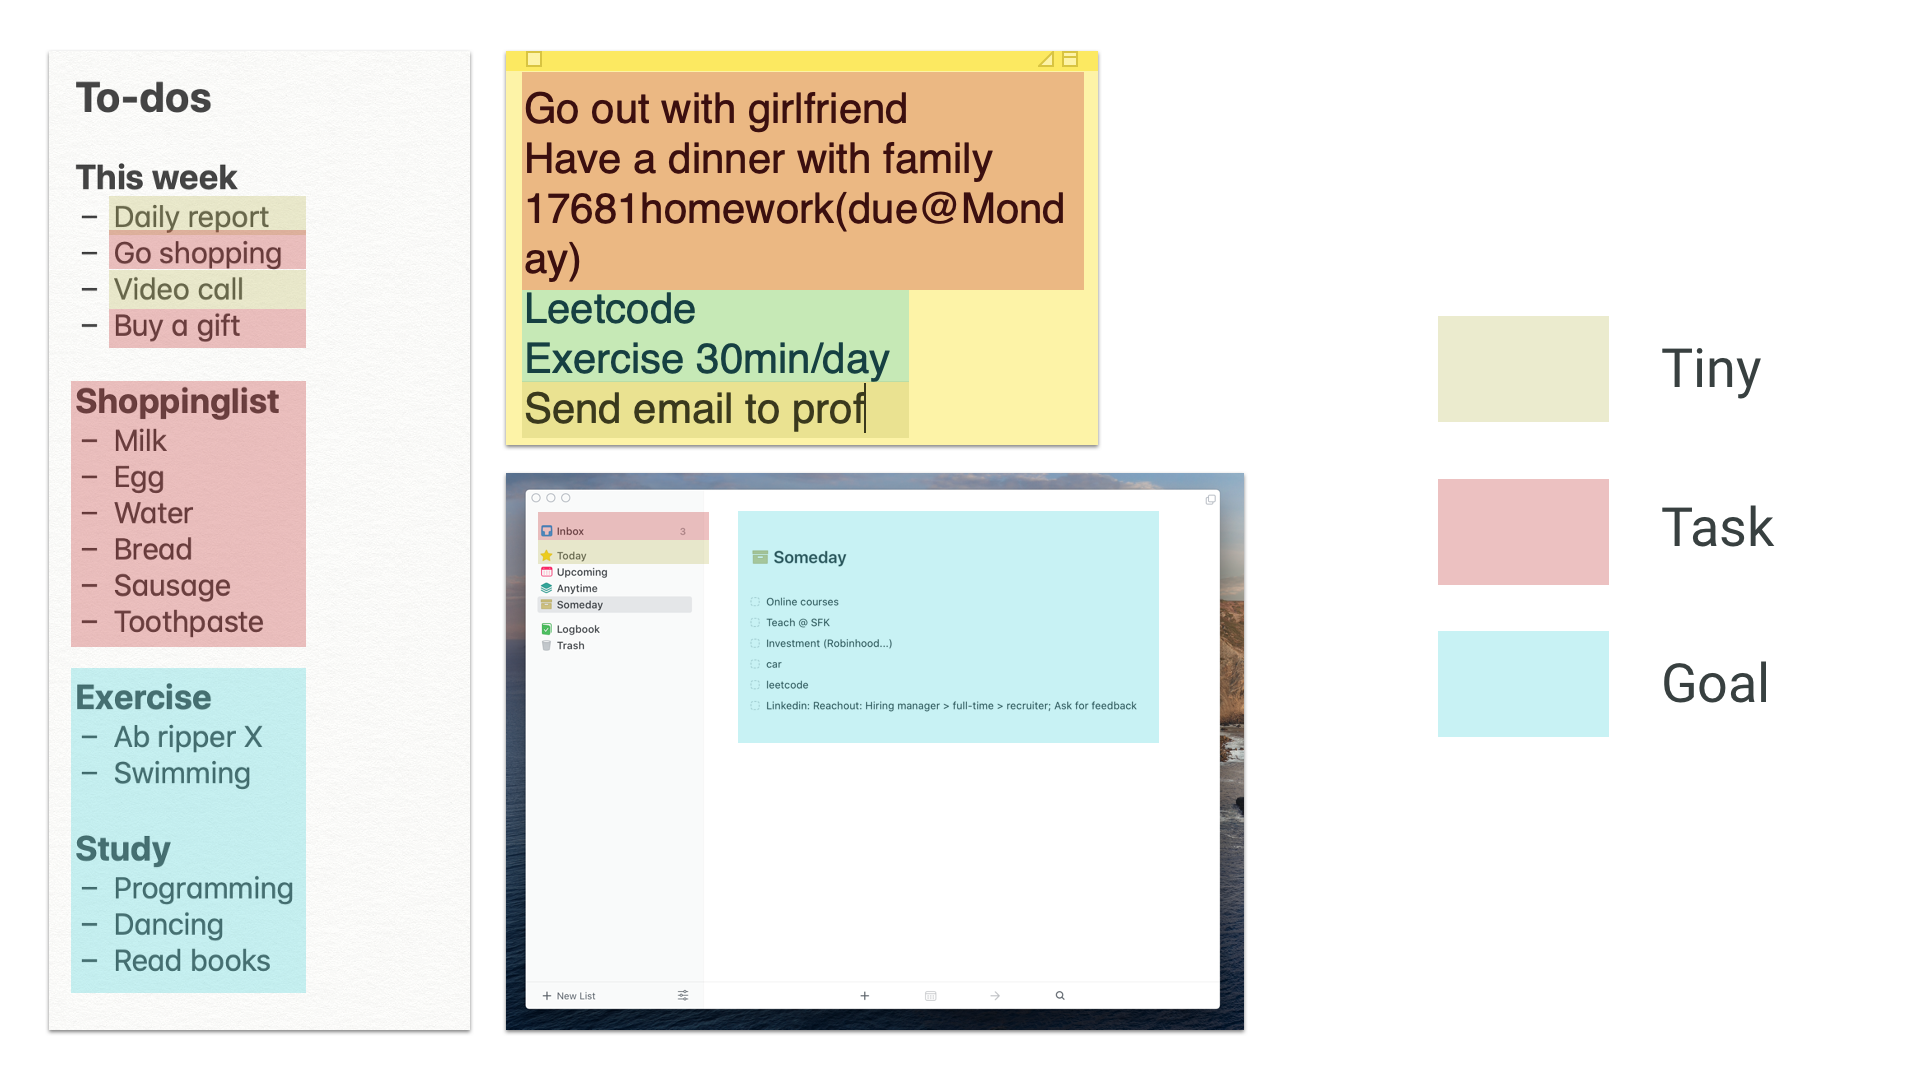 To-dos
This week
– Daily report
– Go shopping
– Video call
– Buy a gift
Shoppinglist
– Milk
– Egg
– Water
– Bread
– Sausage
– Toothpaste
Exercise
– Ab ripper X
– Swimming
Study
– Programming
– Dancing
– Read books
Go out with girlfriend
Have a dinner with family
17681homework(due@Mond
ay)
Leetcode
Exercise 30min/day
Send email to prof
Inbox 3
Today
Upcoming
Anytime
Someday
Logbook
Trash
+ New List
Someday
Online courses
Teach @ SFK
Investment (Robinhood...)
car
leetcode
Linkedin: Reachout: Hiring manager > full-time > recruiter; Ask for feedback
Tiny
Task
Goal